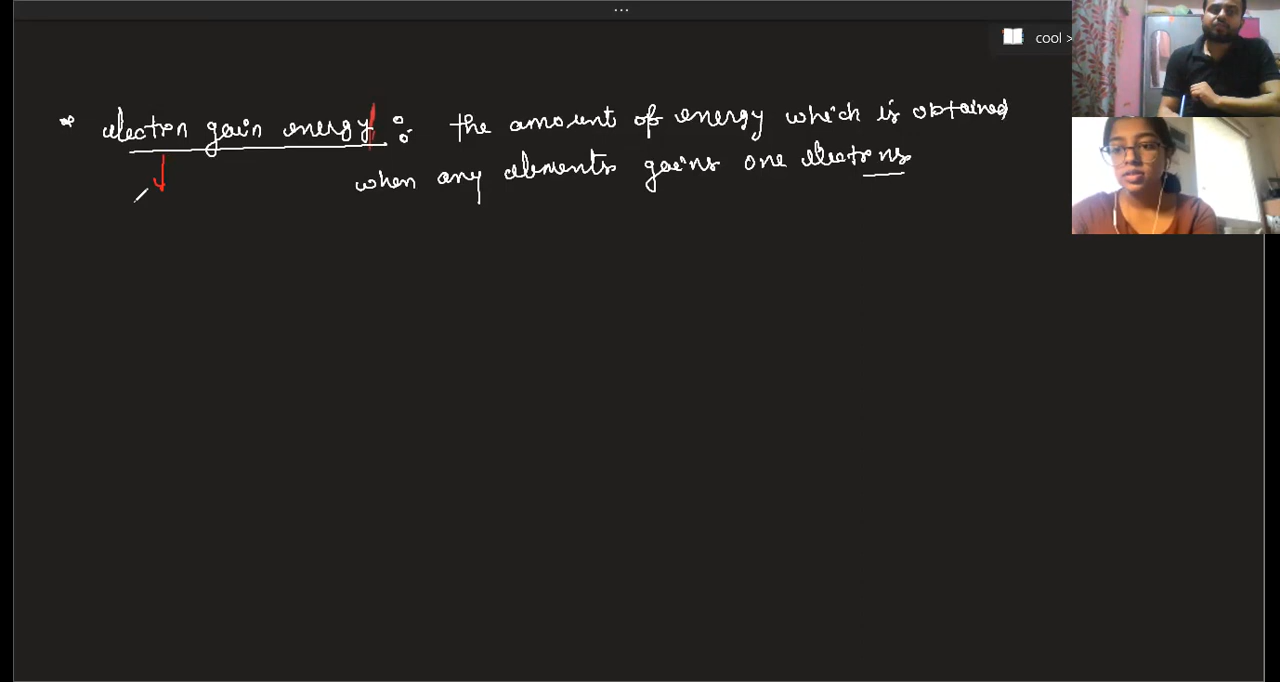 ...
cool >
* electron gain energy : the amount of energy which is obtained
when any elements gains one electrons